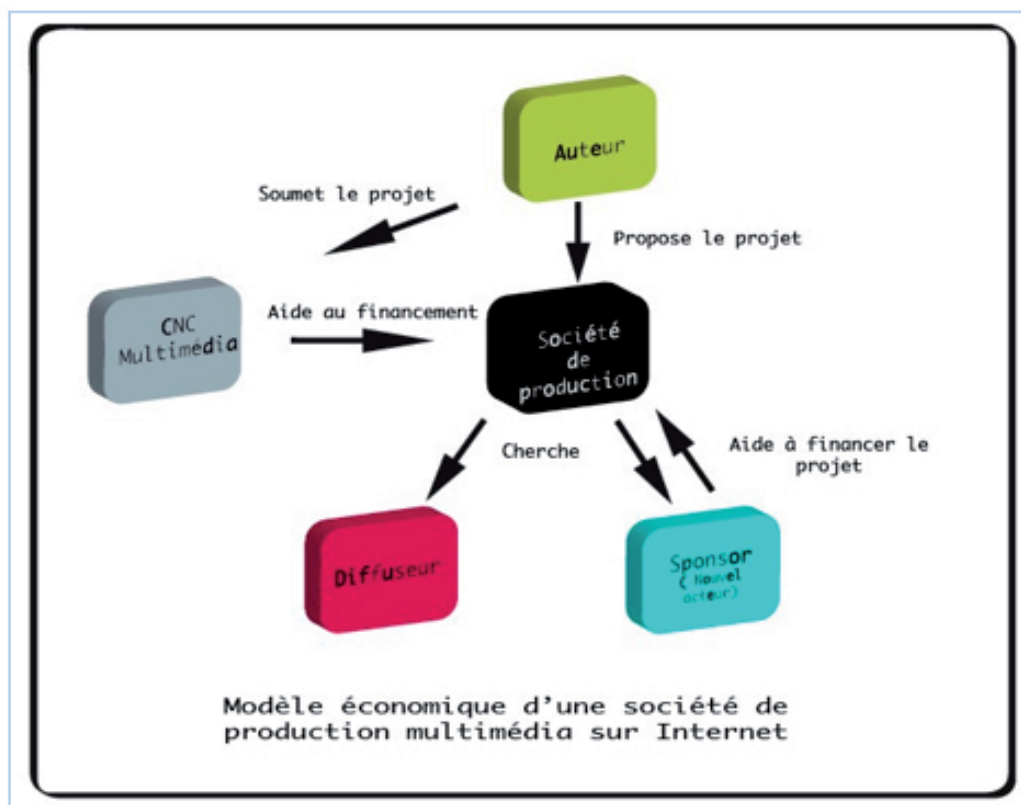 Auteur
Soumet le projet
Propose le projet
CNC
Multimédia
Aide au financement
Société
de
production
Cherche
Aide à financer le
projet
Diffuseur
Sponsor
( Nouvel
acteur)
Modèle économique d'une société de
production multimédia sur Internet